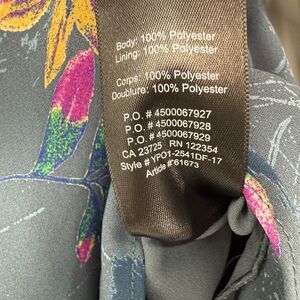 Body: 100% Polyester
Lining: 100% Polyester
Corps: 100% Polyester
Doublure: 100% Polyester
P.O. # 4500067927
P.O. # 4500067928
P.O. # 4500067929
CA 23725 RN 122354
Style # YP01-2541DF-17
Article # 61673